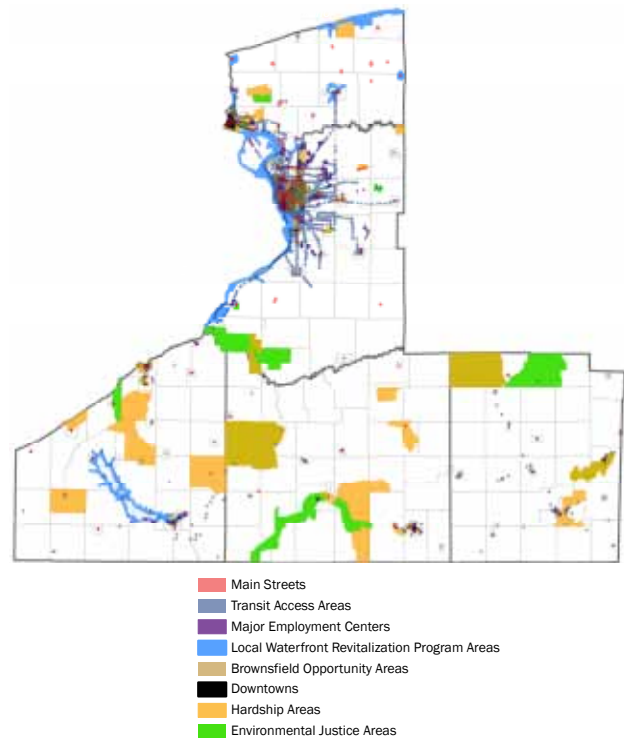 Main Streets
Transit Access Areas
Major Employment Centers
Local Waterfront Revitalization Program Areas
Brownsfield Opportunity Areas
Downtowns
Hardship Areas
Environmental Justice Areas